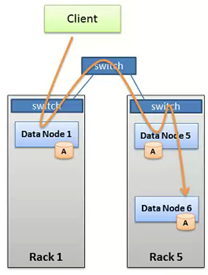 Client
switch
switch
switch
Data Node 1
A
Data Node 5
A
Data Node 6
A
Rack 1
Rack 5